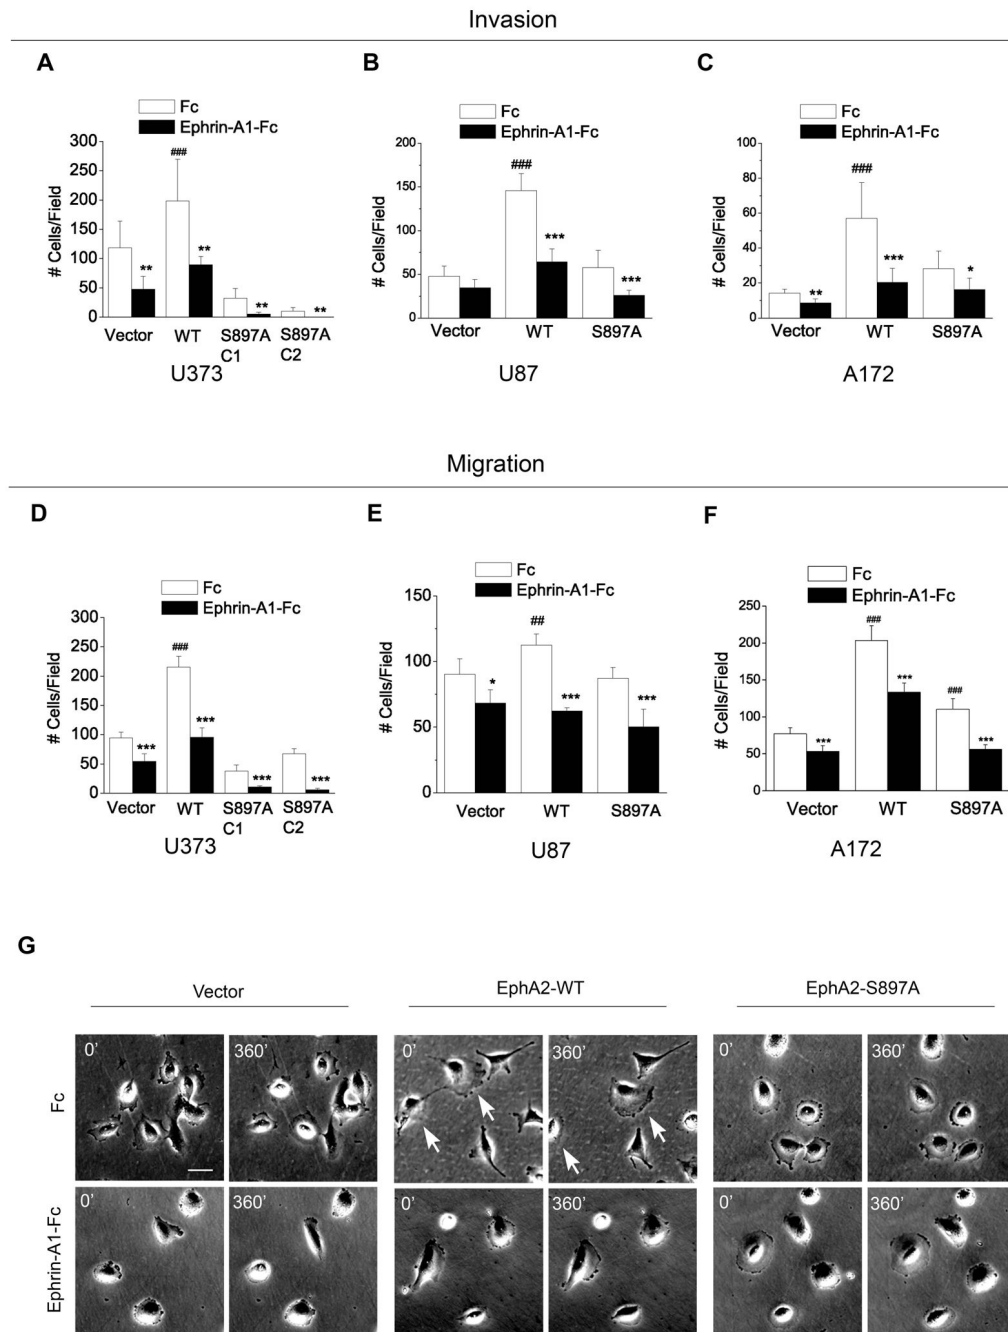 Invasion
A
B
C
Fc
Ephrin-A1-Fc
Fc
Ephrin-A1-Fc
Fc
Ephrin-A1-Fc
# Cells/Field
300
250
200
150
100
50
0
###
**
**
**
**
Vector
WT
S897A
C1
S897A
C2
U373
# Cells/Field
200
150
100
50
0
###
***
***
Vector
WT
S897A
U87
# Cells/Field
100
80
60
40
20
0
###
**
***
*
Vector
WT
S897A
A172
Migration
D
E
F
Fc
Ephrin-A1-Fc
Fc
Ephrin-A1-Fc
Fc
Ephrin-A1-Fc
# Cells/Field
300
250
200
150
100
50
0
###
***
***
***
***
Vector
WT
S897A
C1
S897A
C2
U373
# Cells/Field
150
100
50
0
##
*
***
***
Vector
WT
S897A
U87
# Cells/Field
250
200
150
100
50
0
###
***
***
###
***
Vector
WT
S897A
A172
G
Vector
EphA2-WT
EphA2-S897A
Fc
0'
360'
0'
360'
0'
360'
Ephrin-A1-Fc
0'
360'
0'
360'
0'
360'